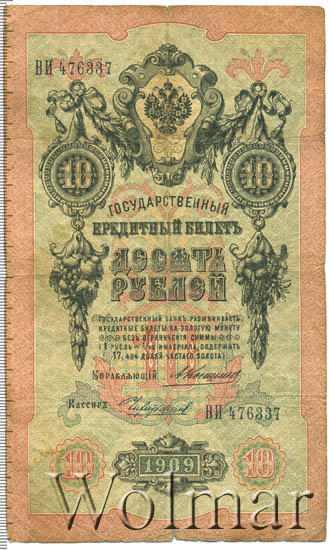 ВИ 476337
10 10
ГОСУДАРСТВЕННЫЙ
КРЕДИТНЫЙ БИЛЕТЪ
ДЕСЯТЬ
РУБЛЕЙ
ГОСУДАРСТВЕННЫЙ БАНКЪ РАЗМѢНИВАЕТЪ
КРЕДИТНЫЕ БИЛЕТЫ НА ЗОЛОТУЮ МОНЕТУ
БЕЗЪ ОГРАНИЧЕНІЯ СУММЫ
(1 РУБЛЬ = 1/15 ИМПЕРІАЛА, СОДЕРЖИТЪ
17,424 ДОЛЕЙ ЧИСТАГО ЗОЛОТА).
УПРАВЛЯЮЩІЙ
Кассиръ
ВИ 476337
10 1909 10
Wolmar